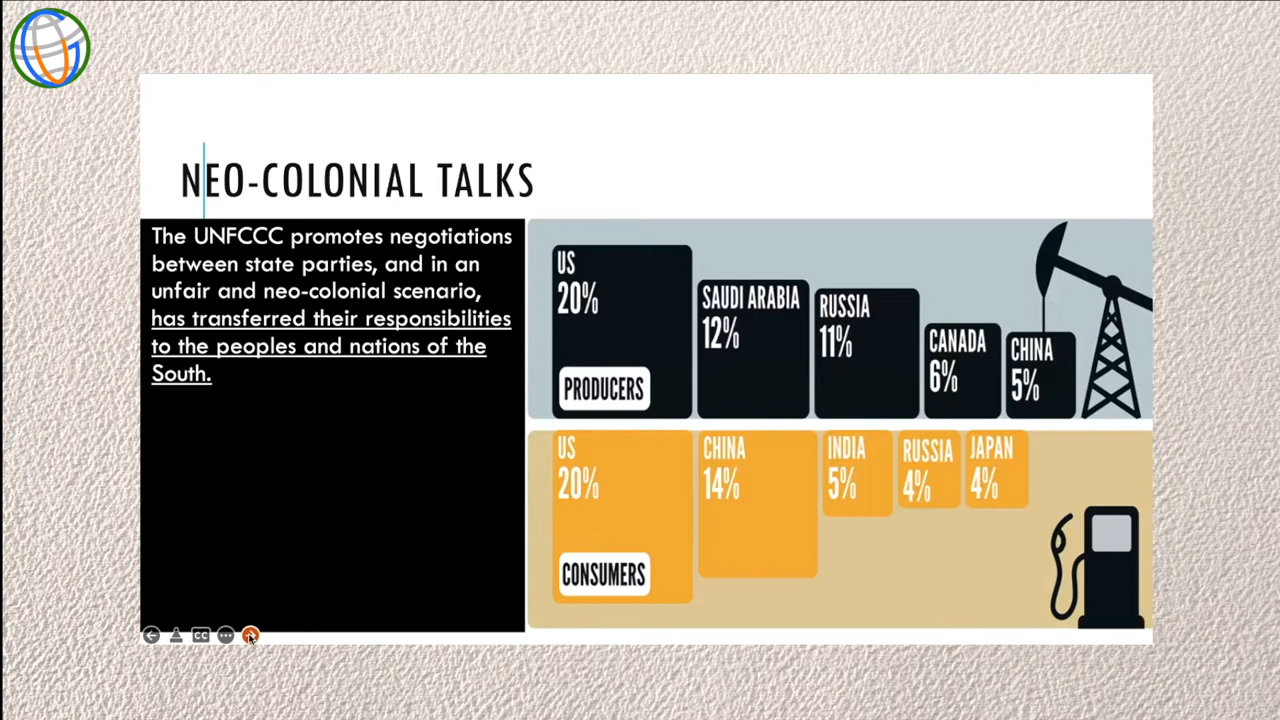 NEO-COLONIAL TALKS
The UNFCCC promotes negotiations
between state parties, and in an
unfair and neo-colonial scenario,
has transferred their responsibilities
to the peoples and nations of the
South.
US
20%
PRODUCERS
SAUDI ARABIA
12%
RUSSIA
11%
CANADA
6%
CHINA
5%
US
20%
CONSUMERS
CHINA
14%
INDIA
5%
RUSSIA
4%
JAPAN
4%
CC